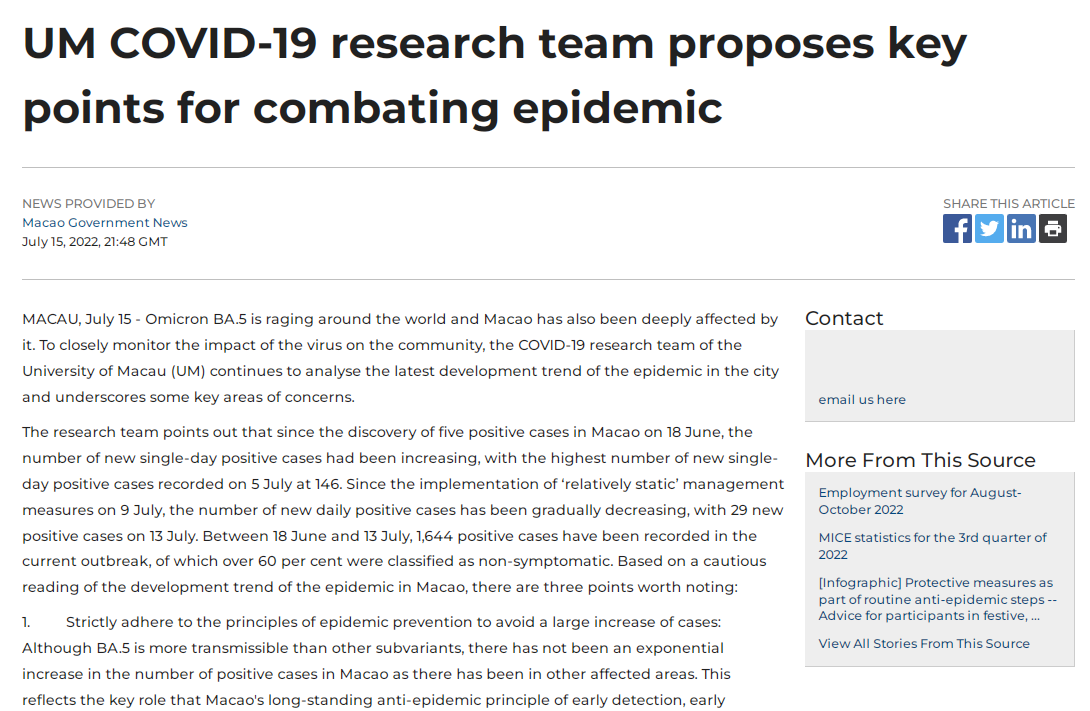 UM COVID-19 research team proposes key
points for combating epidemic
NEWS PROVIDED BY
Macao Government News
July 15, 2022, 21:48 GMT
SHARE THIS ARTICLE
MACAU, July 15 - Omicron BA.5 is raging around the world and Macao has also been deeply affected by
it. To closely monitor the impact of the virus on the community, the COVID-19 research team of the
University of Macau (UM) continues to analyse the latest development trend of the epidemic in the city
and underscores some key areas of concerns.
The research team points out that since the discovery of five positive cases in Macao on 18 June, the
number of new single-day positive cases had been increasing, with the highest number of new single-
day positive cases recorded on 5 July at 146. Since the implementation of ‘relatively static’ management
measures on 9 July, the number of new daily positive cases has been gradually decreasing, with 29 new
positive cases on 13 July. Between 18 June and 13 July, 1,644 positive cases have been recorded in the
current outbreak, of which over 60 per cent were classified as non-symptomatic. Based on a cautious
reading of the development trend of the epidemic in Macao, there are three points worth noting:
1. Strictly adhere to the principles of epidemic prevention to avoid a large increase of cases:
Although BA.5 is more transmissible than other subvariants, there has not been an exponential
increase in the number of positive cases in Macao as there has been in other affected areas. This
reflects the key role that Macao's long-standing anti-epidemic principle of early detection, early
Contact
email us here
More From This Source
Employment survey for August-
October 2022
MICE statistics for the 3rd quarter of
2022
[Infographic] Protective measures as
part of routine anti-epidemic steps --
Advice for participants in festive, ...
View All Stories From This Source